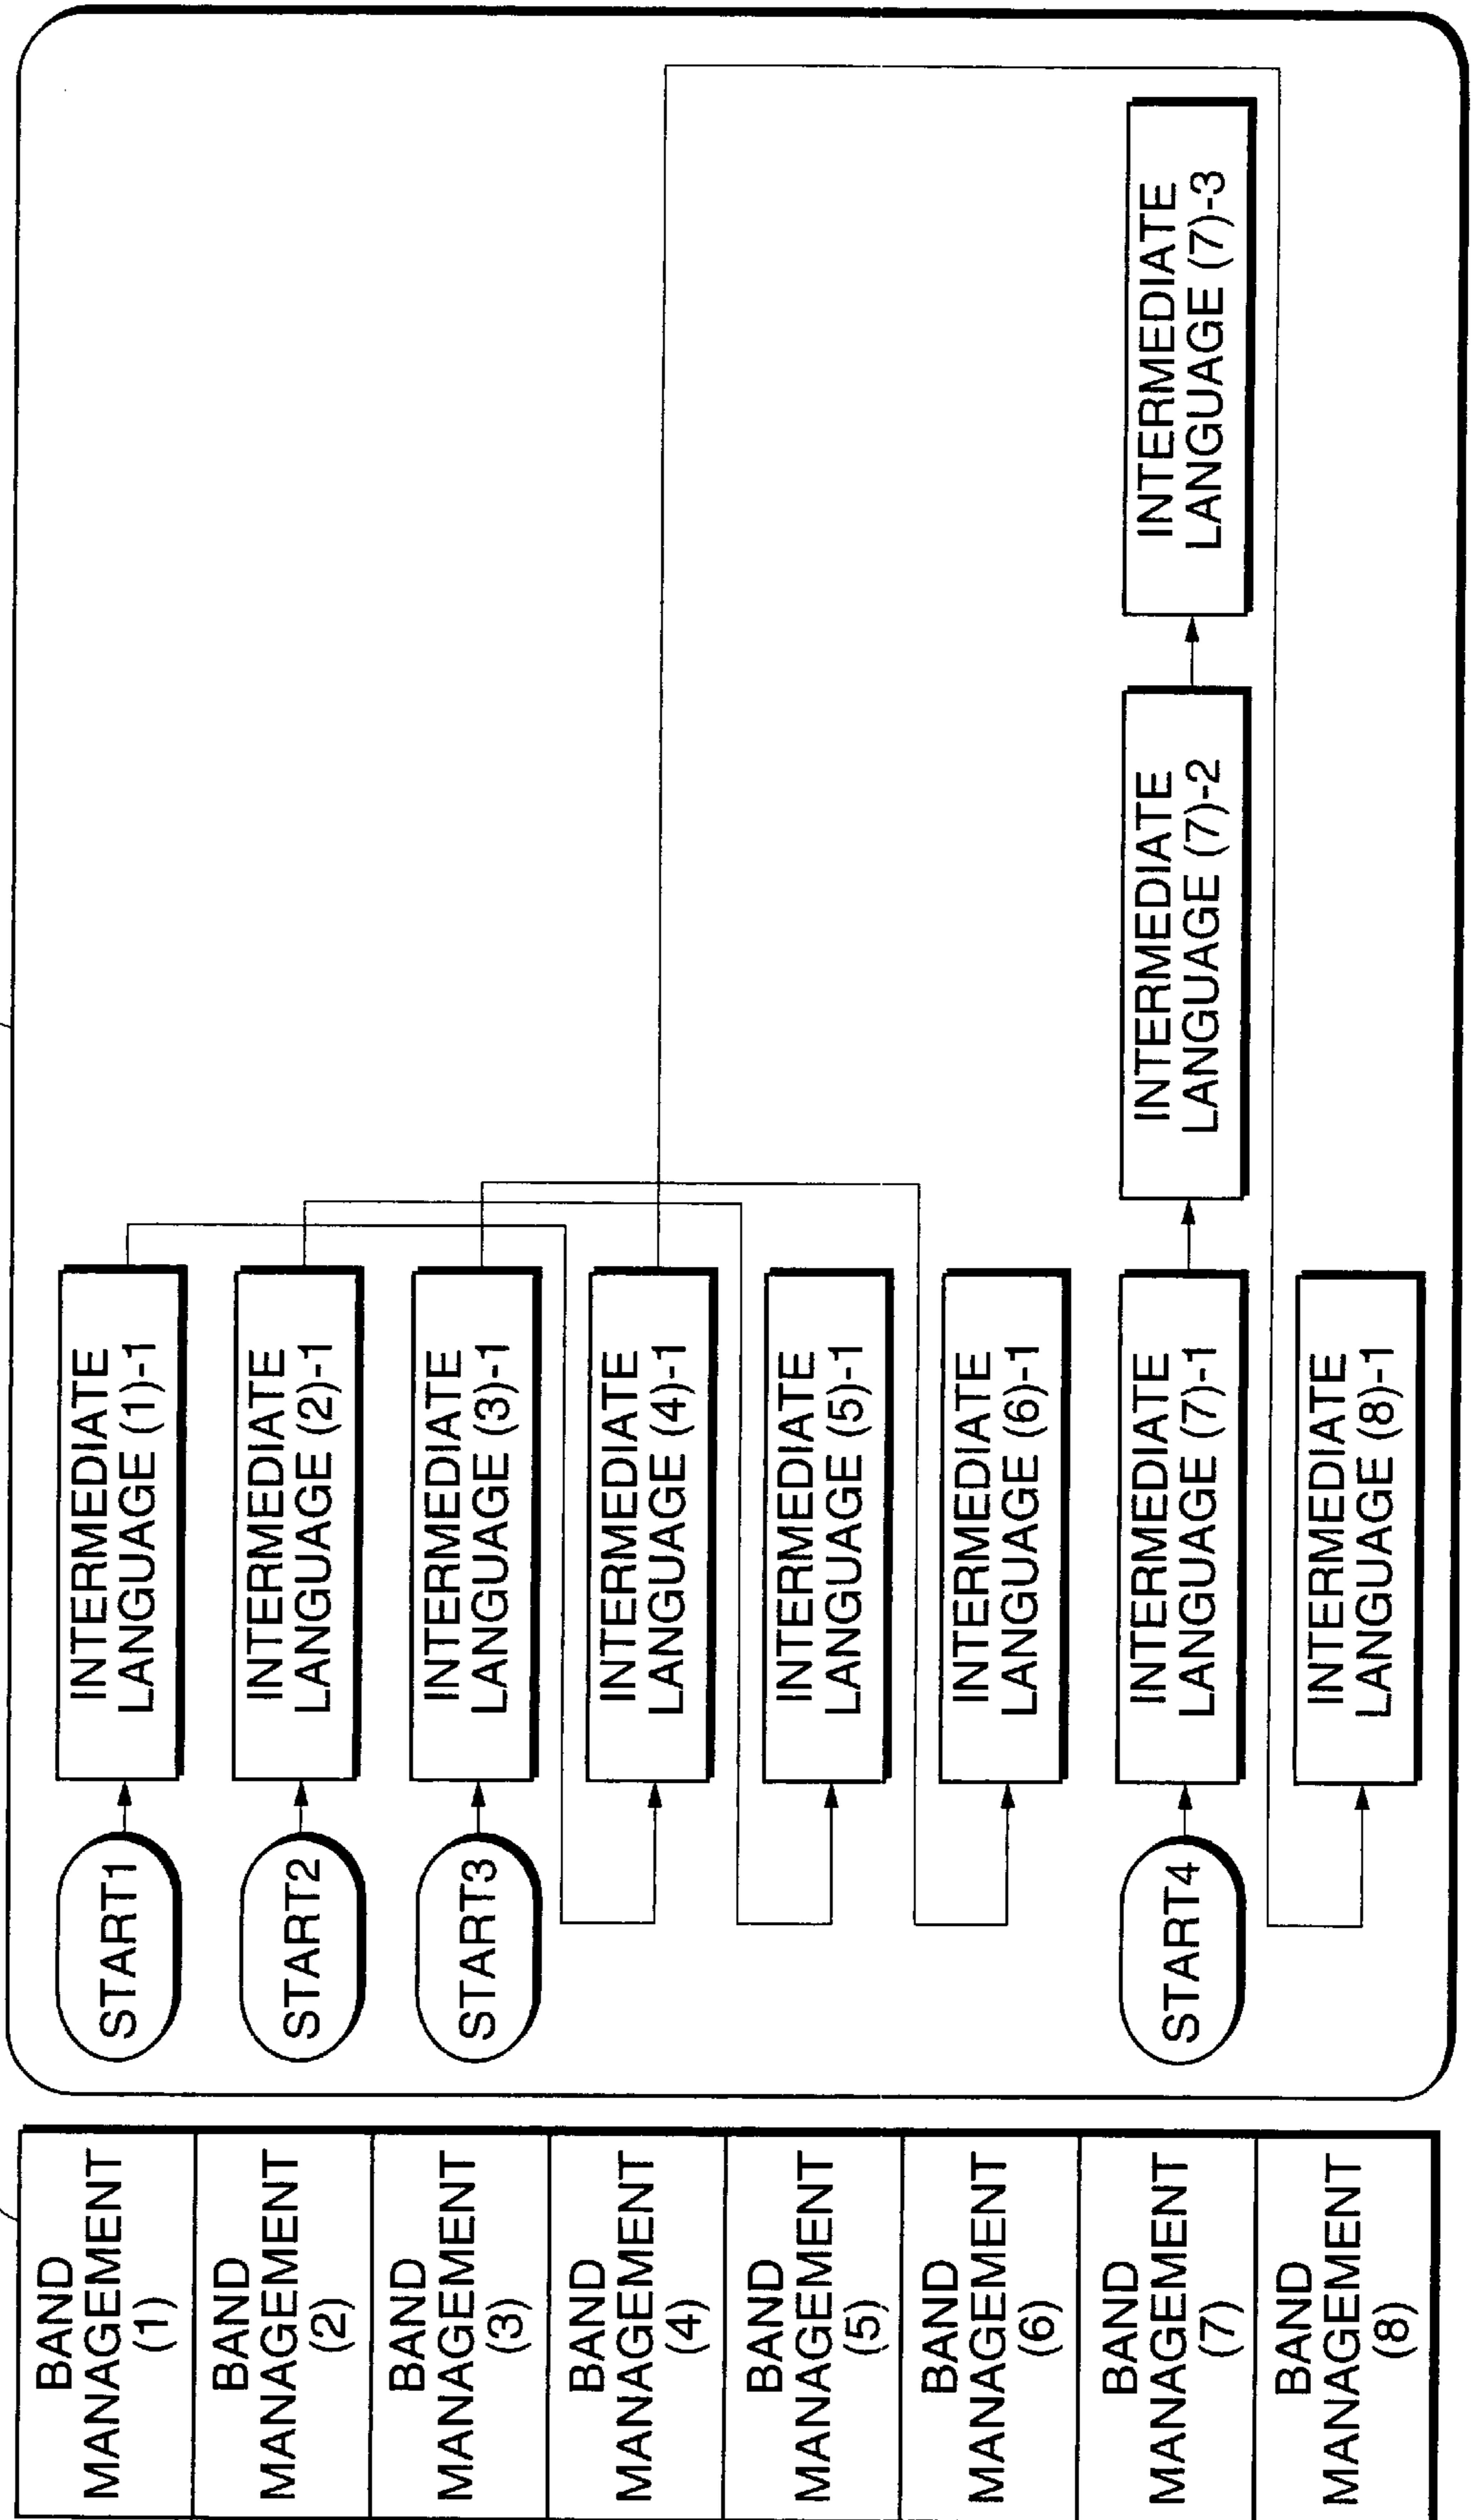 BAND
MANAGEMENT
(1)
BAND
MANAGEMENT
(2)
BAND
MANAGEMENT
(3)
BAND
MANAGEMENT
(4)
BAND
MANAGEMENT
(5)
BAND
MANAGEMENT
(6)
BAND
MANAGEMENT
(7)
BAND
MANAGEMENT
(8)
START1
INTERMEDIATE
LANGUAGE (1)-1
START2
INTERMEDIATE
LANGUAGE (2)-1
START3
INTERMEDIATE
LANGUAGE (3)-1
INTERMEDIATE
LANGUAGE (4)-1
INTERMEDIATE
LANGUAGE (5)-1
INTERMEDIATE
LANGUAGE (6)-1
START4
INTERMEDIATE
LANGUAGE (7)-1
INTERMEDIATE
LANGUAGE (7)-2
INTERMEDIATE
LANGUAGE (7)-3
INTERMEDIATE
LANGUAGE (8)-1